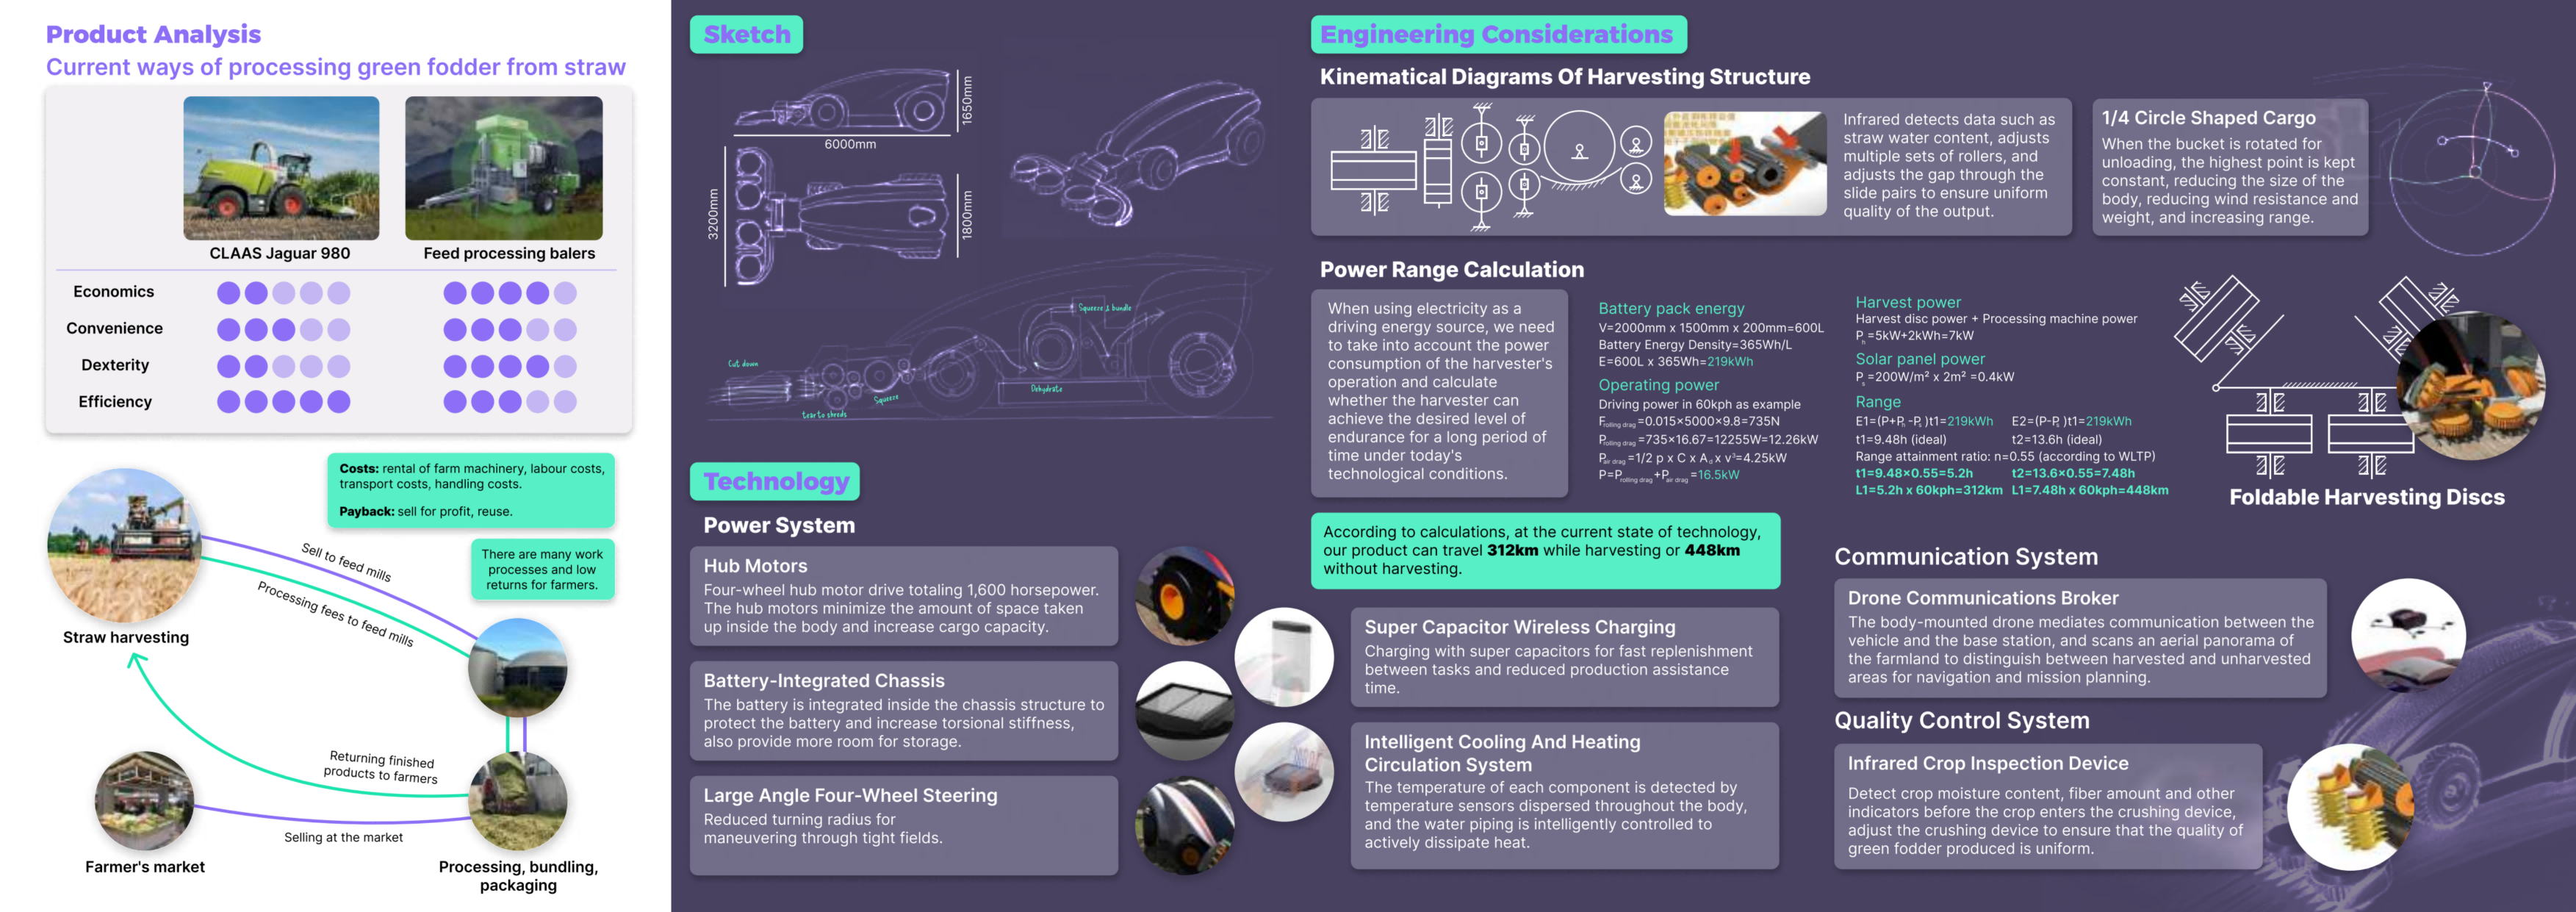 Product Analysis
Current ways of processing green fodder from straw
CLAAS Jaguar 980
Feed processing balers
Economics
Convenience
Dexterity
Efficiency
Costs: rental of farm machinery, labour costs,
transport costs, handling costs.
Payback: sell for profit, reuse.
There are many work
processes and low
returns for farmers.
Sell to feed mills
Processing fees to feed mills
Straw harvesting
Returning finished
products to farmers
Selling at the market
Farmer's market
Processing, bundling,
packaging
Sketch
1650mm
6000mm
3200mm
1800mm
Squeeze & bundle
Cut down
Dehydrate
Squeeze
tear to shreds
Technology
Power System
Hub Motors
Four-wheel hub motor drive totaling 1,600 horsepower.
The hub motors minimize the amount of space taken
up inside the body and increase cargo capacity.
Battery-Integrated Chassis
The battery is integrated inside the chassis structure to
protect the battery and increase torsional stiffness,
also provide more room for storage.
Large Angle Four-Wheel Steering
Reduced turning radius for
maneuvering through tight fields.
Engineering Considerations
Kinematical Diagrams Of Harvesting Structure
Infrared detects data such as
straw water content, adjusts
multiple sets of rollers, and
adjusts the gap through the
slide pairs to ensure uniform
quality of the output.
1/4 Circle Shaped Cargo
When the bucket is rotated for
unloading, the highest point is kept
constant, reducing the size of the
body, reducing wind resistance and
weight, and increasing range.
Power Range Calculation
When using electricity as a
driving energy source, we need
to take into account the power
consumption of the harvester's
operation and calculate
whether the harvester can
achieve the desired level of
endurance for a long period of
time under today's
technological conditions.
Battery pack energy
V=2000mm x 1500mm x 200mm=600L
Battery Energy Density=365Wh/L
E=600L x 365Wh=219kWh
Operating power
Driving power in 60kph as example
F rolling drag =0.015×5000×9.8=735N
P rolling drag =735×16.67=12255W=12.26kW
P air drag =1/2 p x C x A d x v³=4.25kW
P=P rolling drag +P air drag =16.5kW
Harvest power
Harvest disc power + Processing machine power
P h =5kW+2kWh=7kW
Solar panel power
P s =200W/m² x 2m² =0.4kW
Range
E1=(P+P h -P s )t1=219kWh
E2=(P-P s )t1=219kWh
t1=9.48h (ideal)
t2=13.6h (ideal)
Range attainment ratio: n=0.55 (according to WLTP)
t1=9.48×0.55=5.2h
t2=13.6×0.55=7.48h
L1=5.2h x 60kph=312km
L1=7.48h x 60kph=448km
Foldable Harvesting Discs
According to calculations, at the current state of technology,
our product can travel 312km while harvesting or 448km
without harvesting.
Super Capacitor Wireless Charging
Charging with super capacitors for fast replenishment
between tasks and reduced production assistance
time.
Intelligent Cooling And Heating
Circulation System
The temperature of each component is detected by
temperature sensors dispersed throughout the body,
and the water piping is intelligently controlled to
actively dissipate heat.
Communication System
Drone Communications Broker
The body-mounted drone mediates communication between the
vehicle and the base station, and scans an aerial panorama of
the farmland to distinguish between harvested and unharvested
areas for navigation and mission planning.
Quality Control System
Infrared Crop Inspection Device
Detect crop moisture content, fiber amount and other
indicators before the crop enters the crushing device,
adjust the crushing device to ensure that the quality of
green fodder produced is uniform.